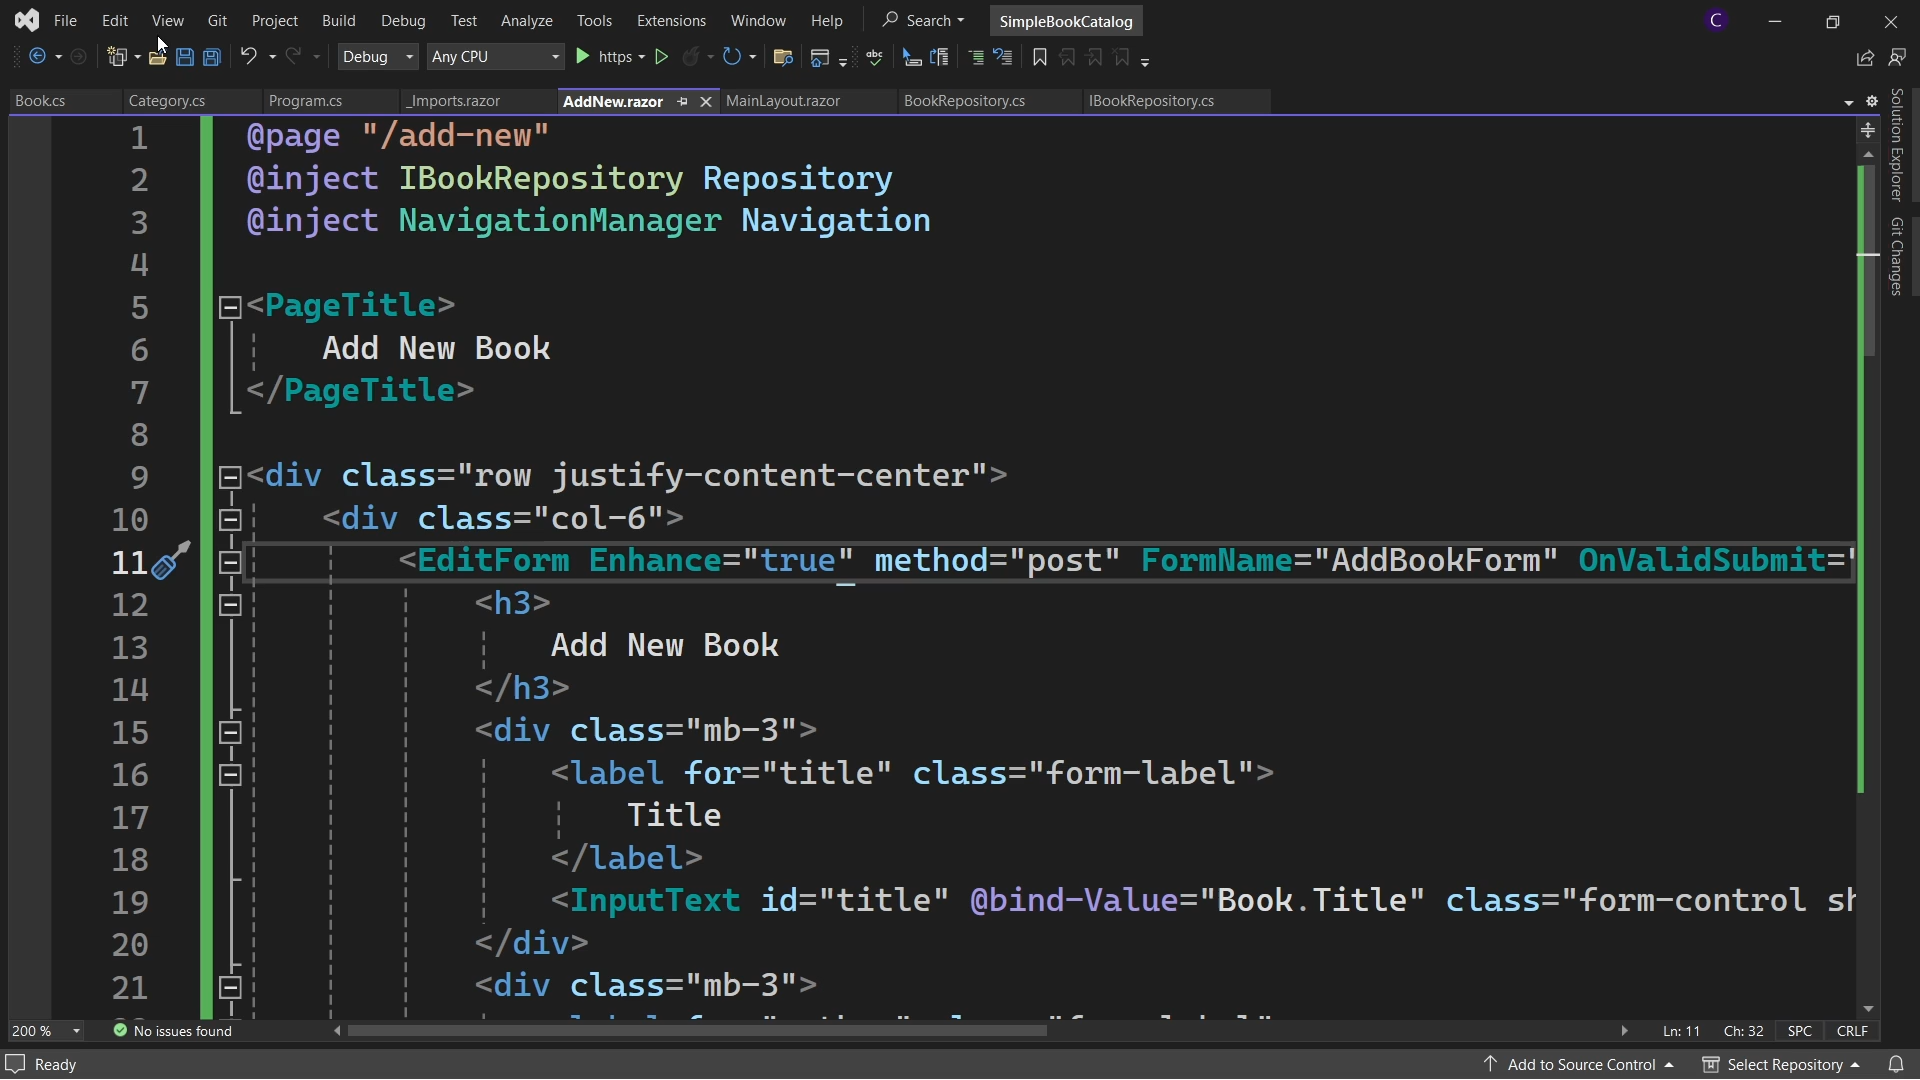 File Edit View Git Project Build Debug Test Analyze Tools Extensions Window Help Search SimpleBookCatalog C
Debug Any CPU https abc
Book.cs Category.cs Program.cs _Imports.razor AddNew.razor MainLayout.razor BookRepository.cs IBookRepository.cs
Solution Explorer
Git Changes
1 @page "/add-new"
2 @inject IBookRepository Repository
3 @inject NavigationManager Navigation
4
5 <PageTitle>
6 Add New Book
7 </PageTitle>
8
9 <div class="row justify-content-center">
10 <div class="col-6">
11 <EditForm Enhance="true" method="post" FormName="AddBookForm" OnValidSubmit="
12 <h3>
13 Add New Book
14 </h3>
15 <div class="mb-3">
16 <label for="title" class="form-label">
17 Title
18 </label>
19 <InputText id="title" @bind-Value="Book.Title" class="form-control
20 </div>
21 <div class="mb-3">
200 % No issues found Ln: 11 Ch: 32 SPC CRLF
Ready Add to Source Control Select Repository